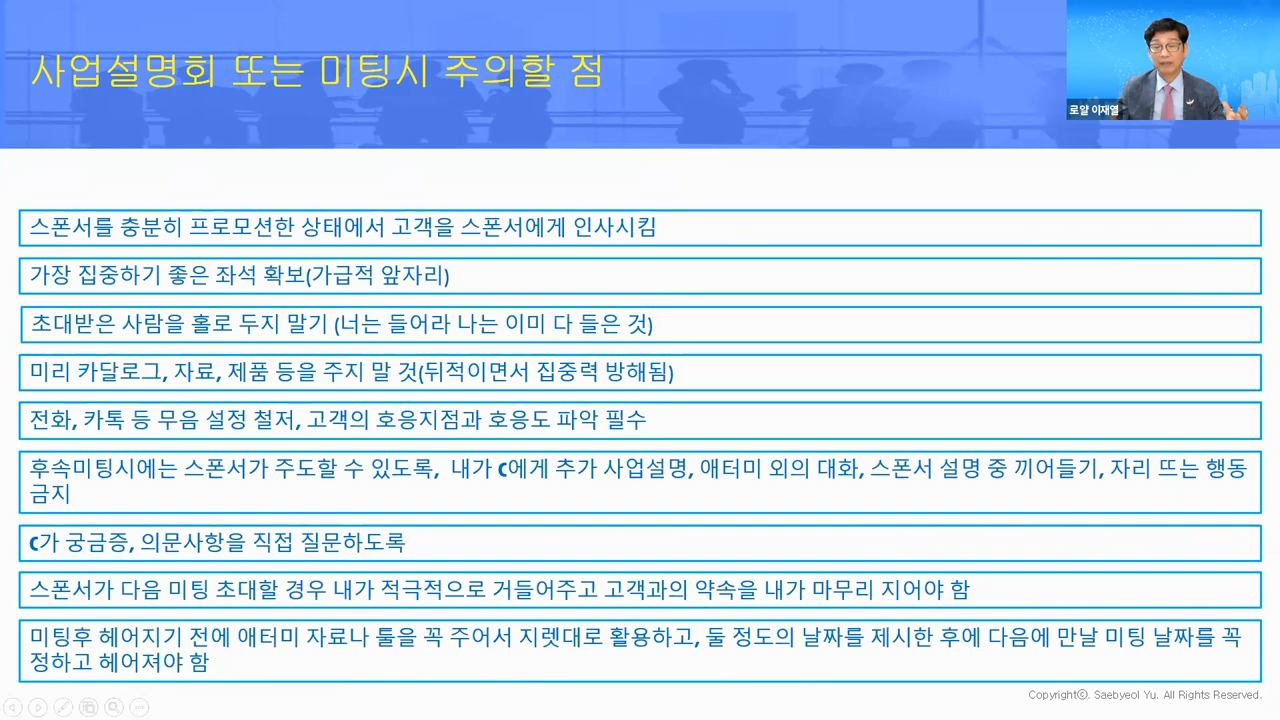 사업설명회 또는 미팅시 주의할 점
로얄 이재열
스폰서를 충분히 프로모션한 상태에서 고객을 스폰서에게 인사시킴
가장 집중하기 좋은 좌석 확보(가급적 앞자리)
초대받은 사람을 홀로 두지 말기 (너는 들어라 나는 이미 다 들은 것)
미리 카달로그, 자료, 제품 등을 주지 말 것(뒤적이면서 집중력 방해됨)
전화, 카톡 등 무음 설정 철저, 고객의 호응지점과 호응도 파악 필수
후속미팅시에는 스폰서가 주도할 수 있도록, 내가 C에게 추가 사업설명, 애터미 외의 대화, 스폰서 설명 중 끼어들기, 자리 뜨는 행동
금지
C가 궁금증, 의문사항을 직접 질문하도록
스폰서가 다음 미팅 초대할 경우 내가 적극적으로 거들어주고 고객과의 약속을 내가 마무리 지어야 함
미팅후 헤어지기 전에 애터미 자료나 툴을 꼭 주어서 지렛대로 활용하고, 둘 정도의 날짜를 제시한 후에 다음에 만날 미팅 날짜를 꼭
정하고 헤어져야 함
Copyrightⓒ. Saebyeol Yu. All Rights Reserved.